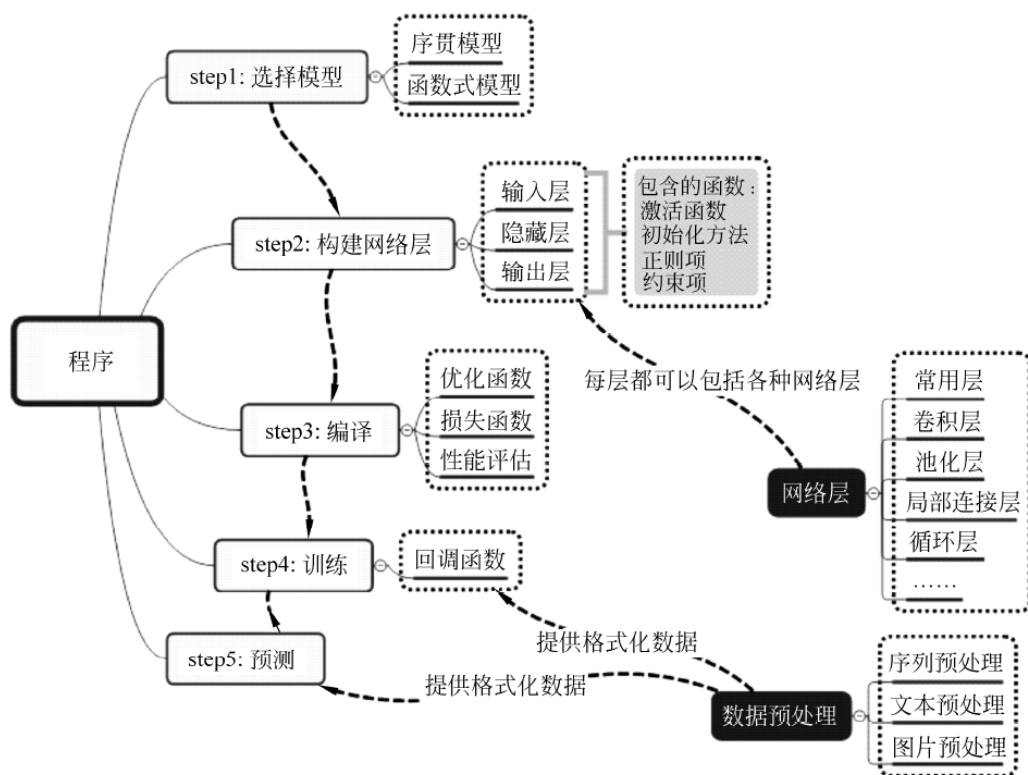 程序
step1: 选择模型
序贯模型
函数式模型
step2: 构建网络层
输入层
隐藏层
输出层
包含的函数:
激活函数
初始化方法
正则项
约束项
每层都可以包括各种网络层
网络层
常用层
卷积层
池化层
局部连接层
循环层
……
step3: 编译
优化函数
损失函数
性能评估
step4: 训练
回调函数
step5: 预测
提供格式化数据
提供格式化数据
数据预处理
序列预处理
文本预处理
图片预处理